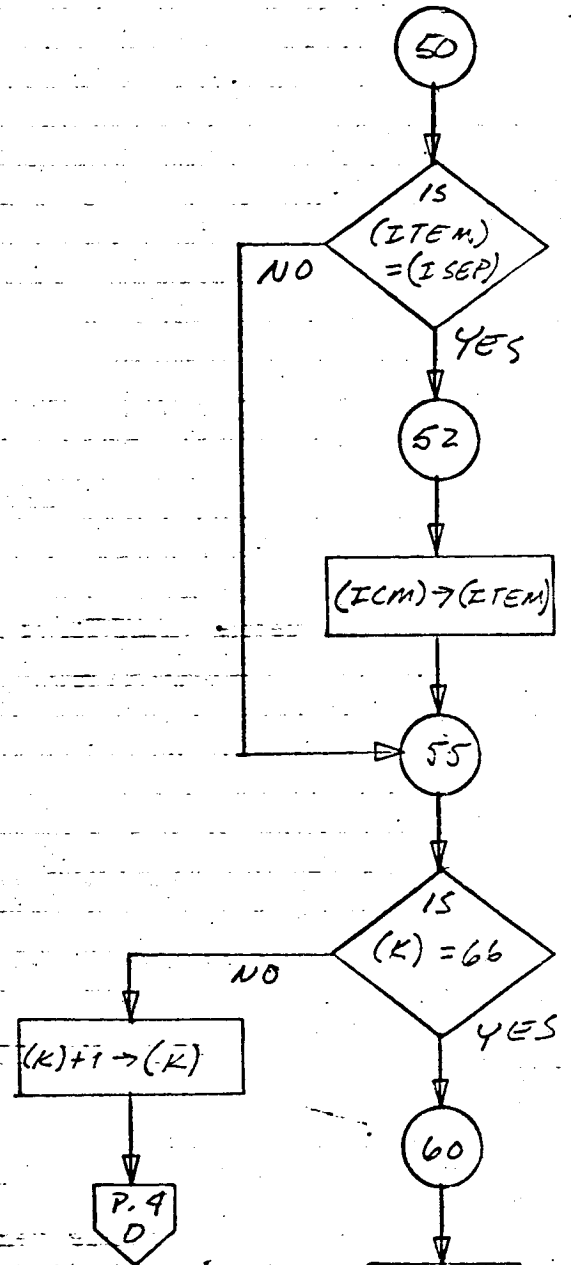 50
IS
(ITEM.)
=(ISEP)
NO
YES
52
(ICM)→(ITEM)
55
IS
(K) = 66
NO
YES
(K)+1→(K)
60
P. 4
D